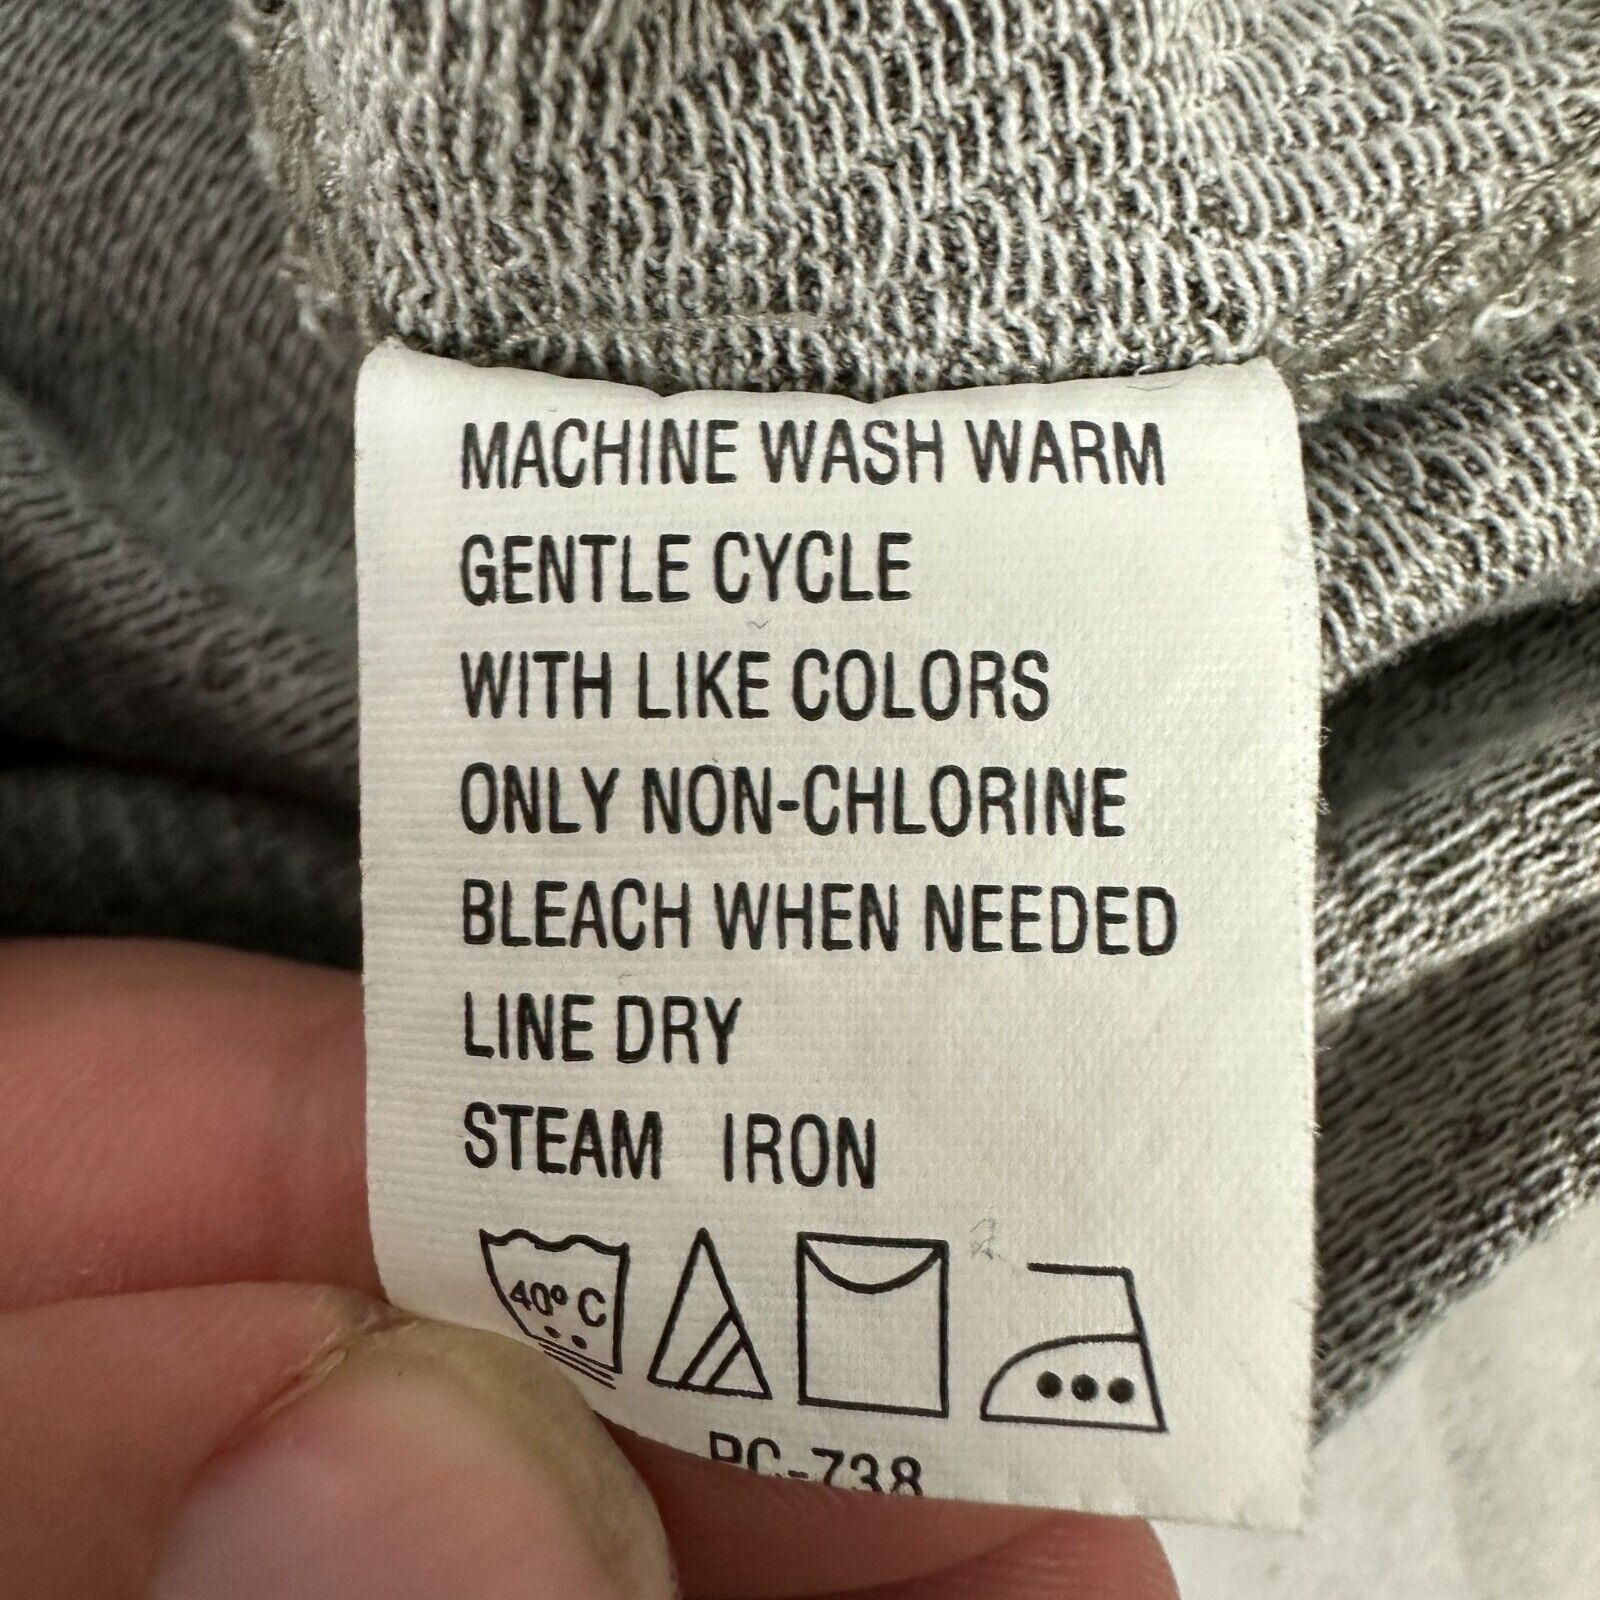 MACHINE WASH WARM
GENTLE CYCLE
WITH LIKE COLORS
ONLY NON-CHLORINE
BLEACH WHEN NEEDED
LINE DRY
STEAM IRON
40° C